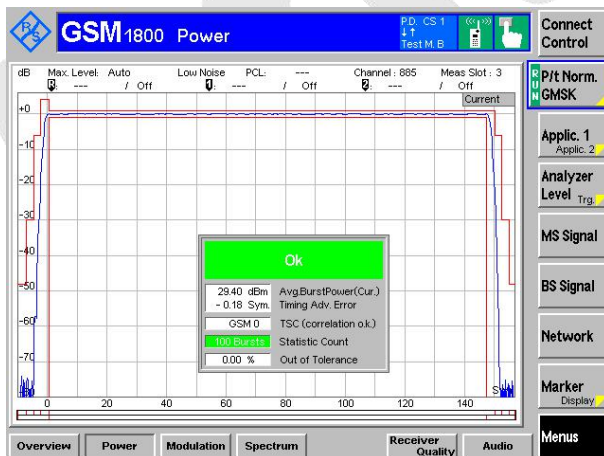 R&S
GSM 1800 Power
P.D. CS 1
Test M. B
Connect Control
dB Max. Level: Auto Low Noise PCL: --- Channel : 885 Meas Slot : 3
--- / Off --- / Off --- / Off
Current
RUN
P/t Norm. GMSK
Applic. 1
Applic. 2
Analyzer Level Trg.
MS Signal
BS Signal
Network
Marker
Display
Menus
+0
-10
-20
-30
-40
-50
-60
-70
0 20 40 60 80 100 120 140
Ok
29.40 dBm Avg.BurstPower(Cur.)
- 0.18 Sym. Timing Adv. Error
GSM 0 TSC (correlation o.k.)
100 Bursts Statistic Count
0.00 % Out of Tolerance
Overview Power Modulation Spectrum Receiver Quality Audio